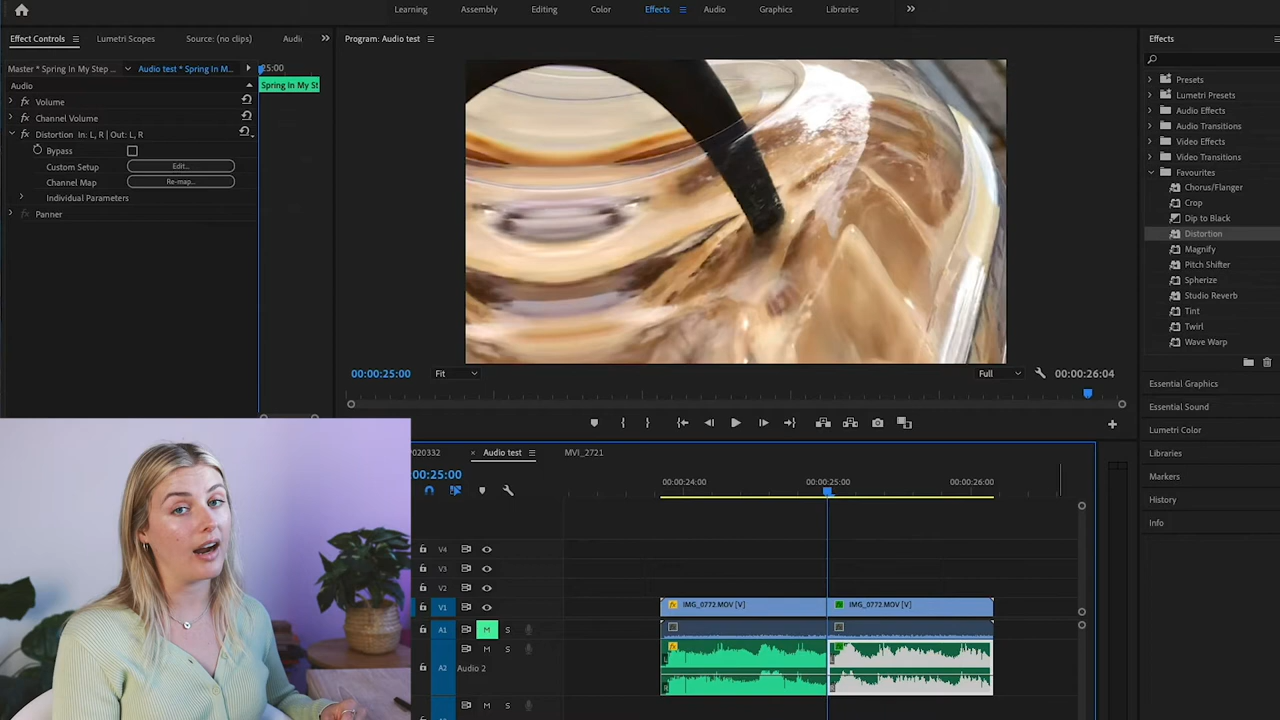 Learning
Assembly
Editing
Color
Effects
Audio
Graphics
Libraries
Effect Controls
Lumetri Scopes
Source: (no clips)
Audi
Program: Audio test
Effects
Master * Spring In My Step ...
Audio test * Spring In M...
:25:00
Audio
Spring In My St
Volume
Channel Volume
Distortion In: L, R | Out: L, R
Bypass
Custom Setup
Edit...
Channel Map
Re-map...
Individual Parameters
Panner
Presets
Lumetri Presets
Audio Effects
Audio Transitions
Video Effects
Video Transitions
Favourites
Chorus/Flanger
Crop
Dip to Black
Distortion
Magnify
Pitch Shifter
Spherize
Studio Reverb
Tint
Twirl
Wave Warp
00:00:25:00
Fit
Full
00:00:26:04
Essential Graphics
Essential Sound
Lumetri Color
Libraries
Markers
History
Info
020332
× Audio test
MVI_2721
:00:25:00
00:00:24:00
00:00:25:00
00:00:26:00
V4
V3
V2
V1
IMG_0772.MOV [V]
IMG_0772.MOV [V]
A1
M
S
A2
M
S
Audio 2
M
S